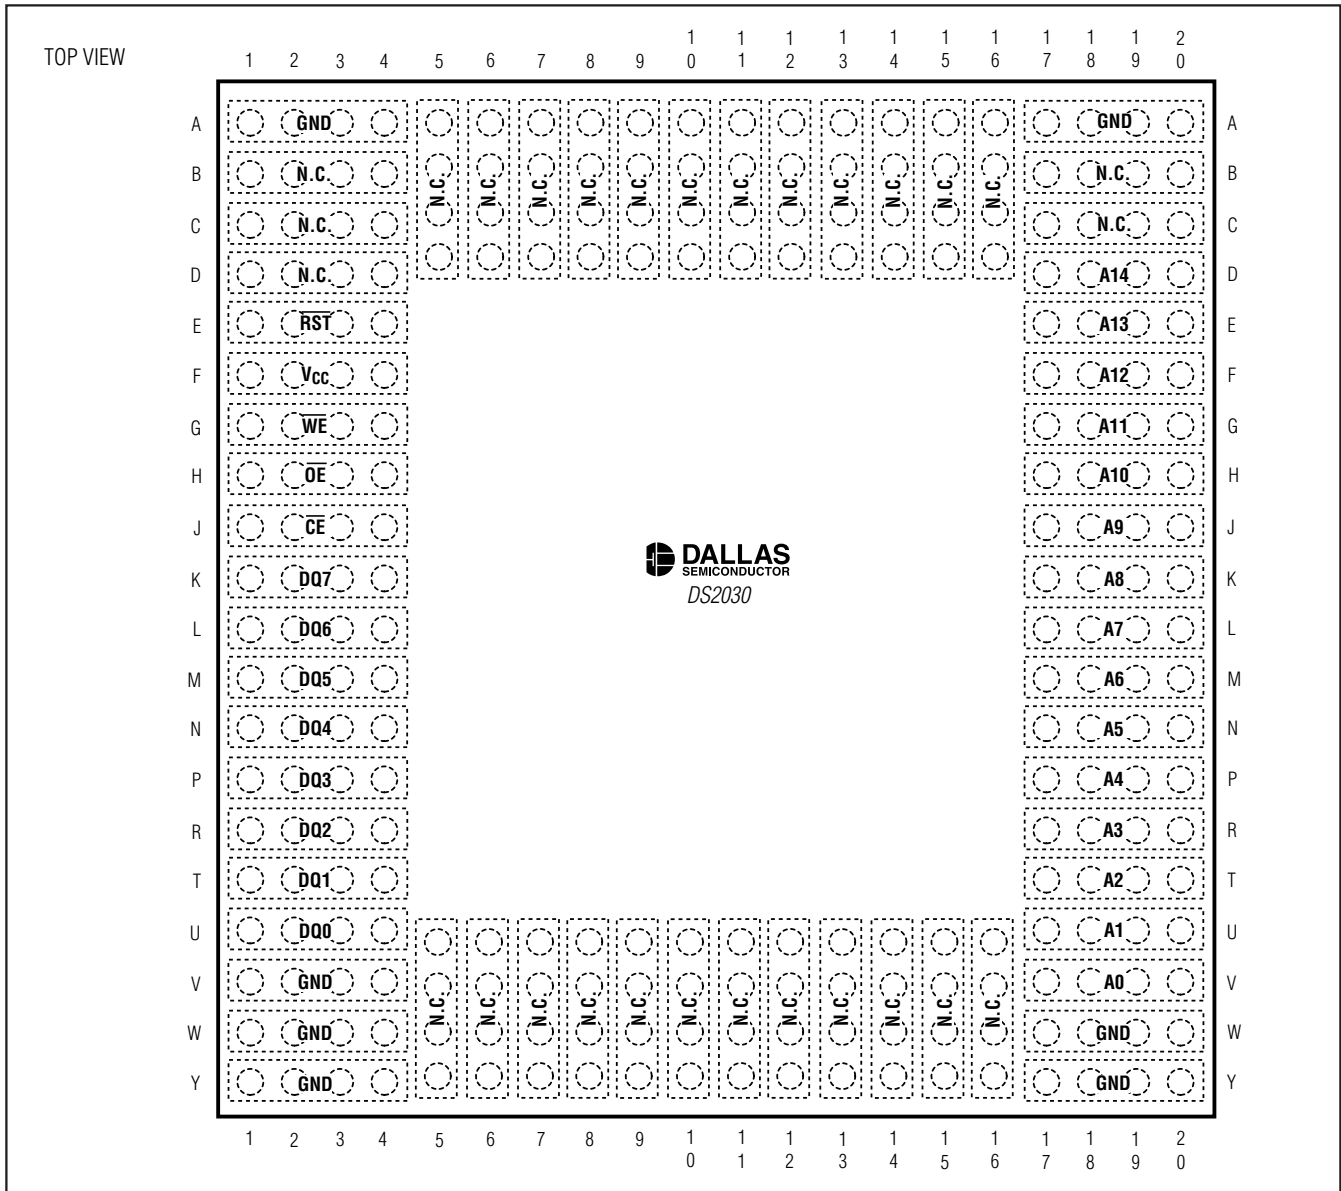 TOP VIEW
1 2 3 4 5 6 7 8 9 10 11 12 13 14 15 16 17 18 19 20
A GND GND A
B N.C. N.C. B
N.C. N.C. N.C. N.C. N.C. N.C. N.C. N.C. N.C. N.C. N.C. N.C.
C N.C. N.C. C
D N.C. A14 D
E R̅S̅T̅ A13 E
F VCC A12 F
G W̅E̅ A11 G
H O̅E̅ A10 H
J C̅E̅ A9 J
K DQ7 A8 K
L DQ6 A7 L
M DQ5 A6 M
N DQ4 A5 N
P DQ3 A4 P
R DQ2 A3 R
T DQ1 A2 T
U DQ0 A1 U
V GND A0 V
N.C. N.C. N.C. N.C. N.C. N.C. N.C. N.C. N.C. N.C. N.C. N.C.
W GND GND W
Y GND GND Y
1 2 3 4 5 6 7 8 9 10 11 12 13 14 15 16 17 18 19 20
DALLAS
SEMICONDUCTOR
DS2030